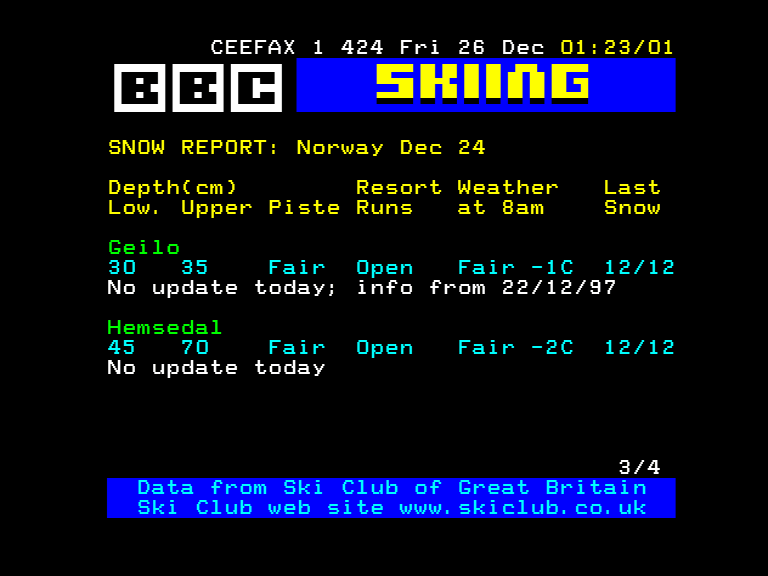 CEEFAX 1 424 Fri 26 Dec 01:23/01
BBC SKIING
SNOW REPORT: Norway Dec 24
Depth(cm) Resort Weather Last
Low. Upper Piste Runs at 8am Snow
Geilo
30 35 Fair Open Fair -1C 12/12
No update today; info from 22/12/97
Hemsedal
45 70 Fair Open Fair -2C 12/12
No update today
3/4
Data from Ski Club of Great Britain
Ski Club web site www.skiclub.co.uk